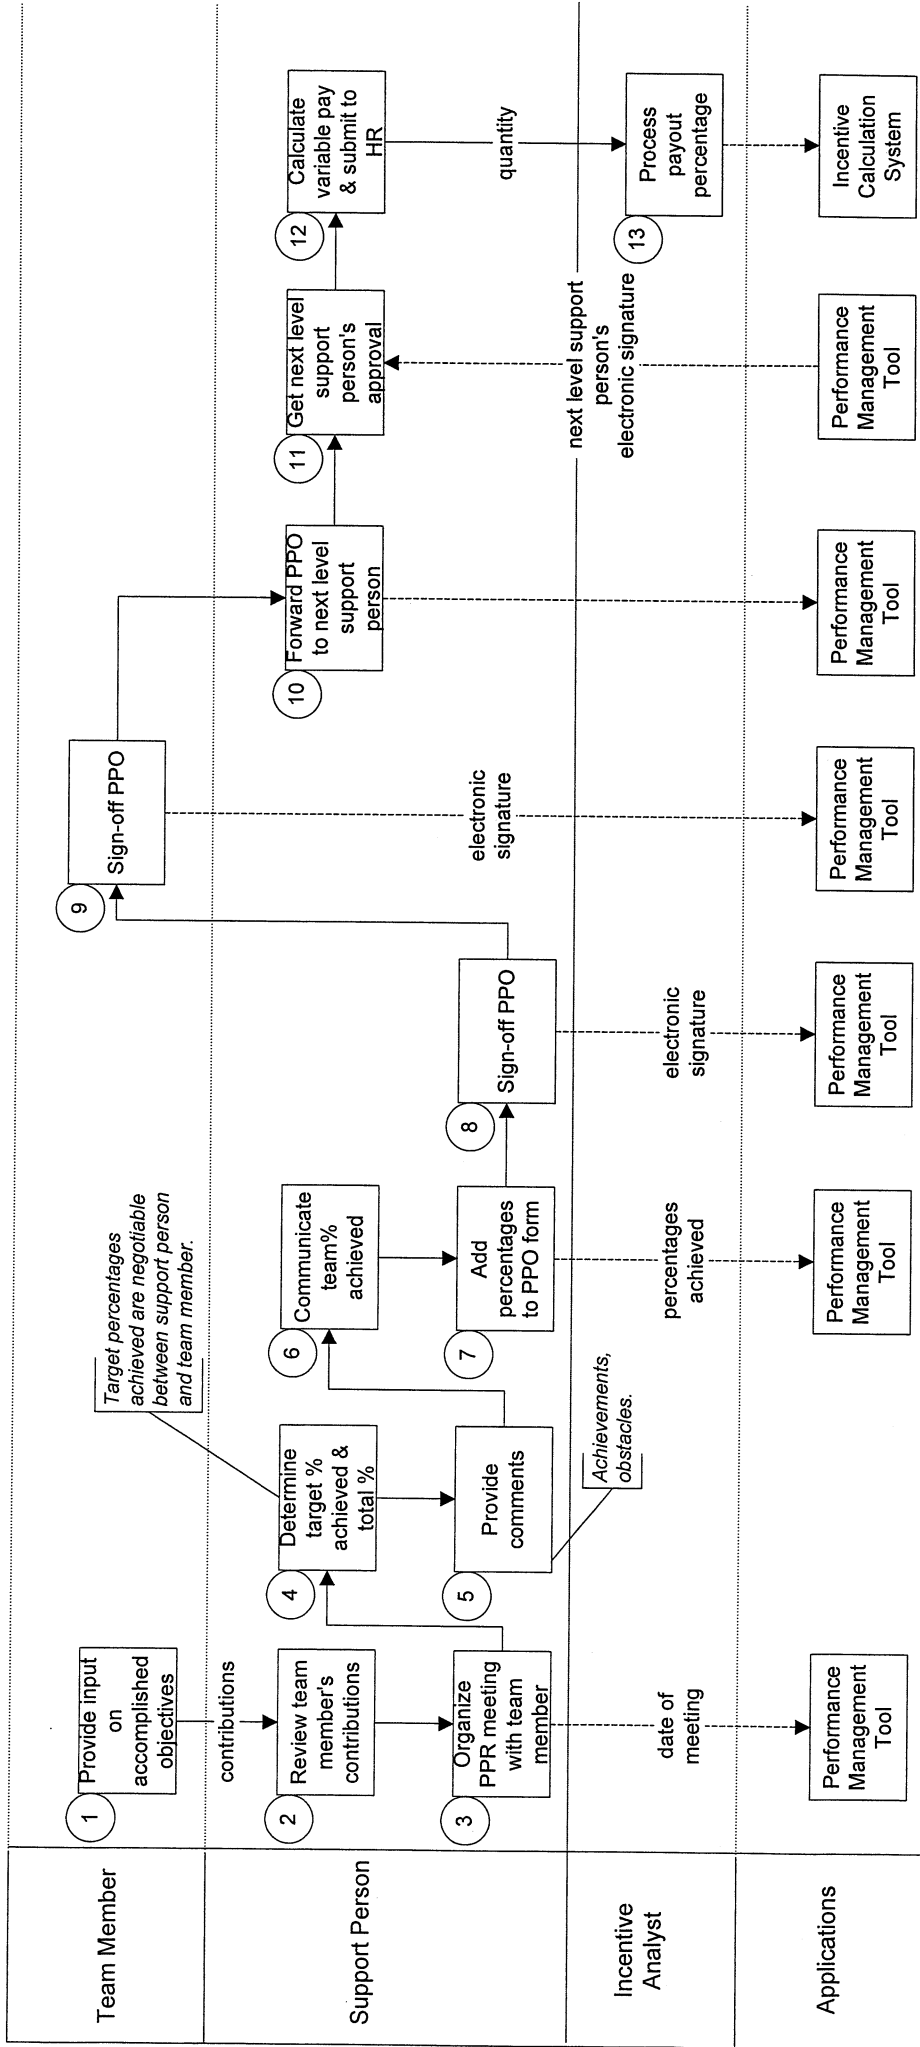 Team Member
Support Person
Incentive
Analyst
Applications
1
Provide input
on
accomplished
objectives
contributions
2
Review team
member's
contributions
3
Organize
PPR meeting
with team
member
date of
meeting
Performance
Management
Tool
Target percentages
achieved are negotiable
between support person
and team member.
4
Determine
target %
achieved &
total %
5
Provide
comments
Achievements,
obstacles.
6
Communicate
team%
achieved
7
Add
percentages
to PPO form
percentages
achieved
Performance
Management
Tool
8
Sign-off PPO
electronic
signature
Performance
Management
Tool
9
Sign-off PPO
electronic
signature
Performance
Management
Tool
10
Forward PPO
to next level
support
person
Performance
Management
Tool
11
Get next level
support
person's
approval
next level support
person's
electronic signature
Performance
Management
Tool
12
Calculate
variable pay
& submit to
HR
quantity
13
Process
payout
percentage
Incentive
Calculation
System